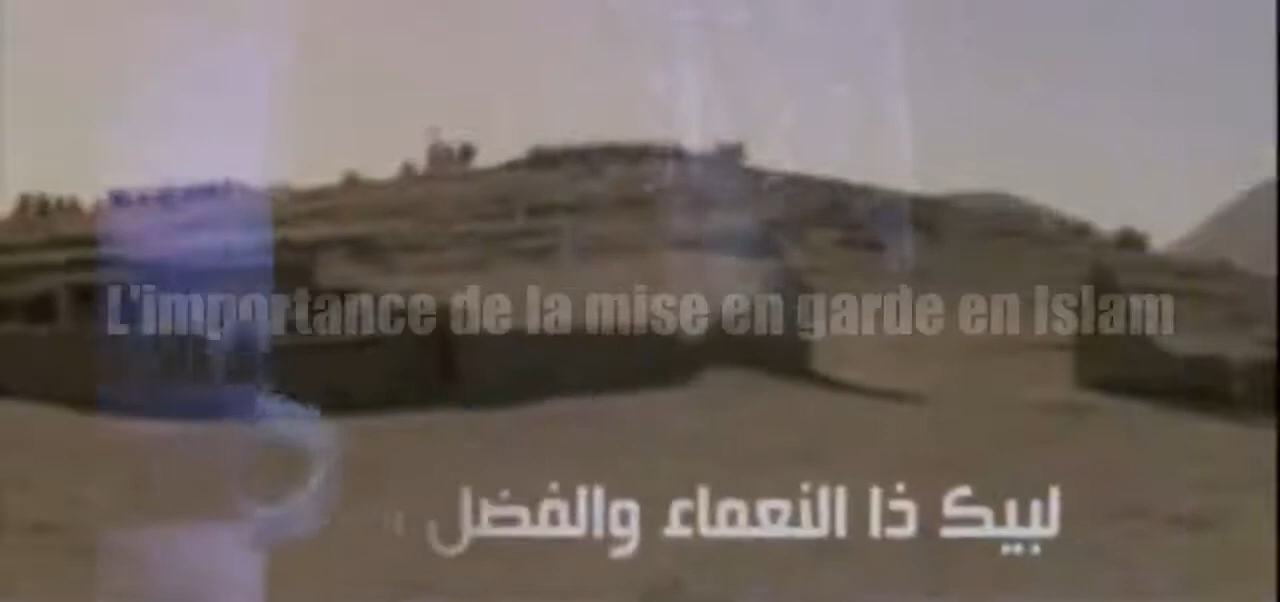 L'importance de la mise en garde en Islam
لبيك ذا النعماء والفضل